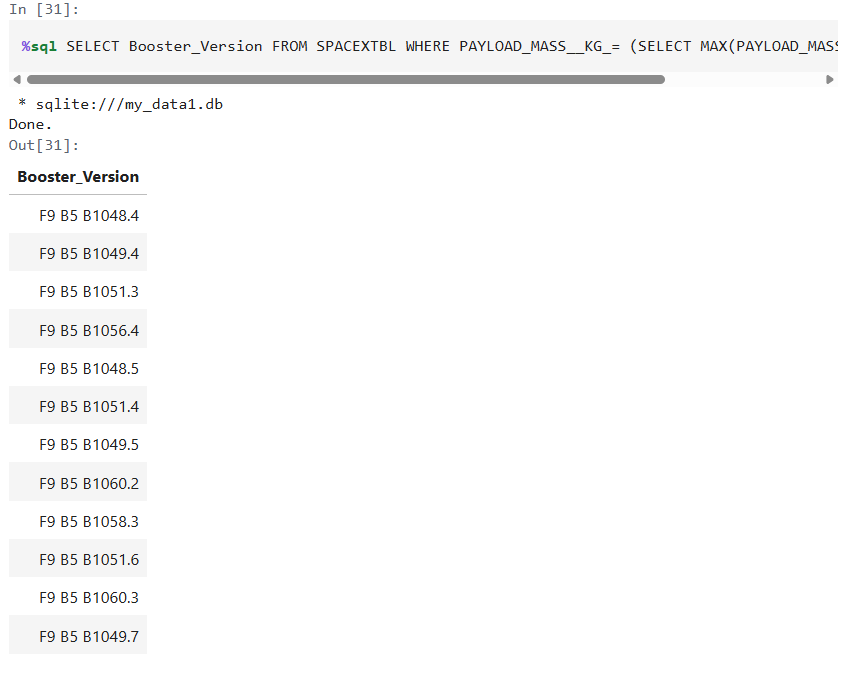 In [31]:
%sql SELECT Booster_Version FROM SPACEXTBL WHERE PAYLOAD_MASS__KG_= (SELECT MAX(PAYLOAD_MASS
* sqlite:///my_data1.db
Done.
Out[31]:
Booster_Version
F9 B5 B1048.4
F9 B5 B1049.4
F9 B5 B1051.3
F9 B5 B1056.4
F9 B5 B1048.5
F9 B5 B1051.4
F9 B5 B1049.5
F9 B5 B1060.2
F9 B5 B1058.3
F9 B5 B1051.6
F9 B5 B1060.3
F9 B5 B1049.7